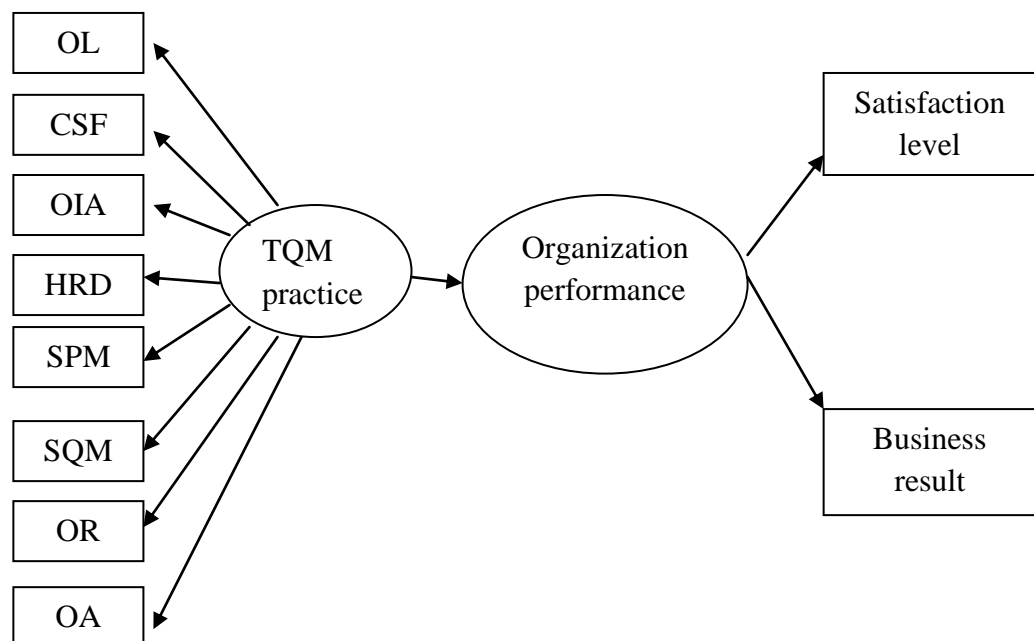 OL
CSF
OIA
HRD
SPM
SQM
OR
OA
TQM
practice
Organization
performance
Satisfaction
level
Business
result